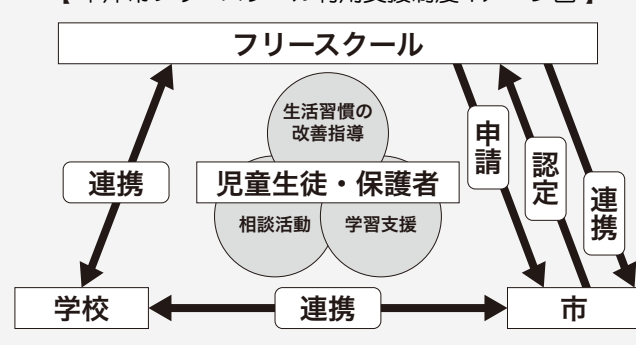 フリースクール
生活習慣の
改善指導
申請
認定
連携
連携
児童生徒・保護者
相談活動
学習支援
学校
連携
市